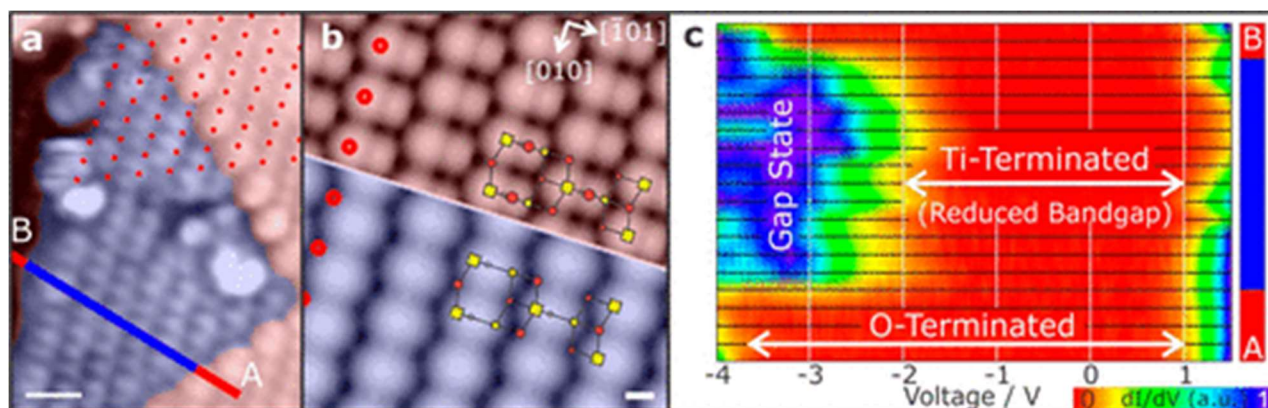 a
B
A
b
[1̄01]
[010]
c
Gap State
Ti-Terminated
(Reduced Bandgap)
O-Terminated
B
A
-4 -3 -2 -1 0 1
Voltage / V
0 dI/dV (a.u.) 1